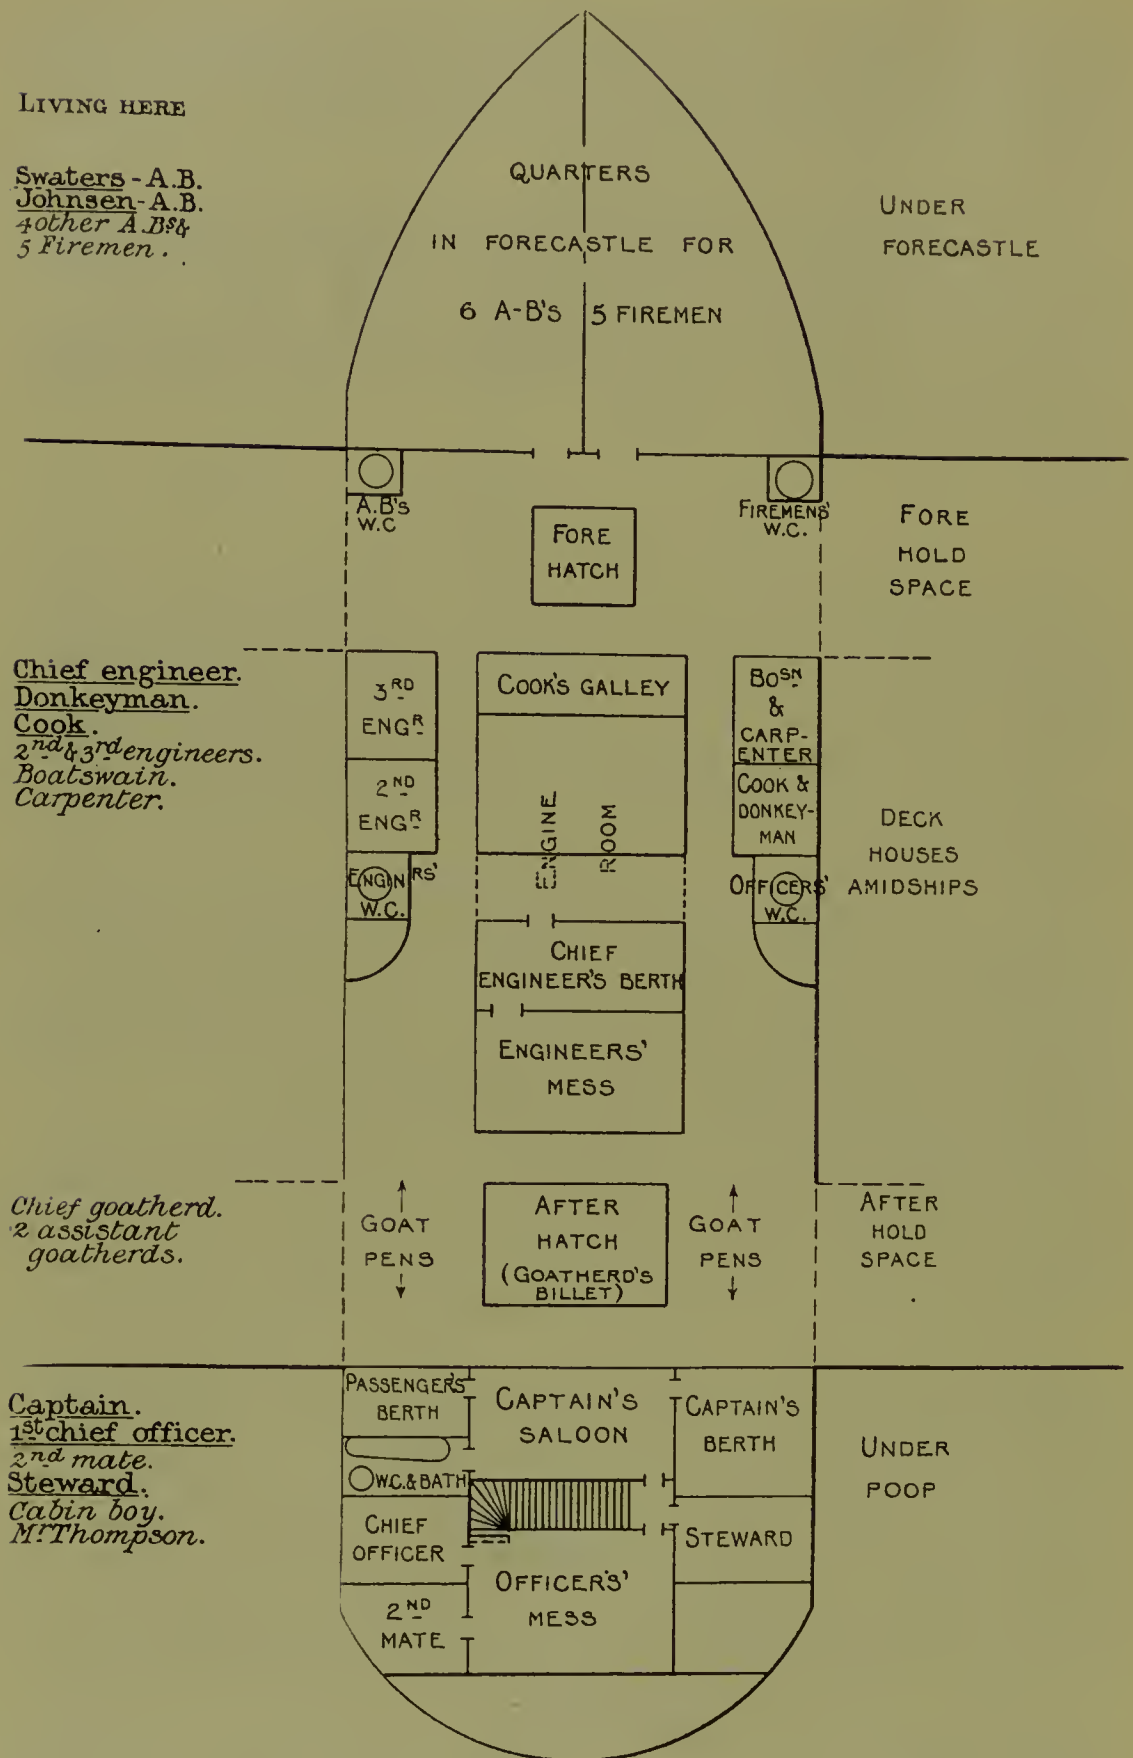 LIVING HERE
Swaters - A.B.
Johnsen - A.B.
4 other A.Bs &
5 Firemen.
QUARTERS
IN FORECASTLE FOR
6 A-B's 5 FIREMEN
UNDER
FORECASTLE
A.B's
W.C
FORE
HATCH
FIREMENS'
W.C.
FORE
HOLD
SPACE
Chief engineer.
Donkeyman.
Cook.
2nd & 3rd engineers.
Boatswain.
Carpenter.
3RD
ENGR
2ND
ENGR
ENGINRS'
W.C.
COOK'S GALLEY
ENGINE
ROOM
CHIEF
ENGINEER'S BERTH
ENGINEERS'
MESS
BOSN
&
CARP-
ENTER
COOK &
DONKEY-
MAN
OFFICERS'
W.C.
DECK
HOUSES
AMIDSHIPS
Chief goatherd.
2 assistant
goatherds.
GOAT
PENS
AFTER
HATCH
(GOATHERD'S
BILLET)
GOAT
PENS
AFTER
HOLD
SPACE
Captain.
1st chief officer.
2nd mate.
Steward.
Cabin boy.
Mr Thompson.
PASSENGER'S
BERTH
W.C. & BATH
CHIEF
OFFICER
2ND
MATE
CAPTAIN'S
SALOON
OFFICER'S'
MESS
CAPTAIN'S
BERTH
STEWARD
UNDER
POOP